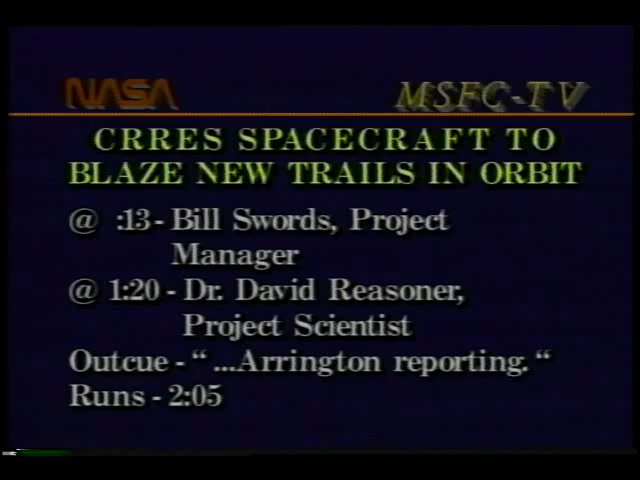 NASA
MSFC-TV
CRRES SPACECRAFT TO
BLAZE NEW TRAILS IN ORBIT
@ :13 - Bill Swords, Project
Manager
@ 1:20 - Dr. David Reasoner,
Project Scientist
Outcue - “ ...Arrington reporting. “
Runs - 2:05